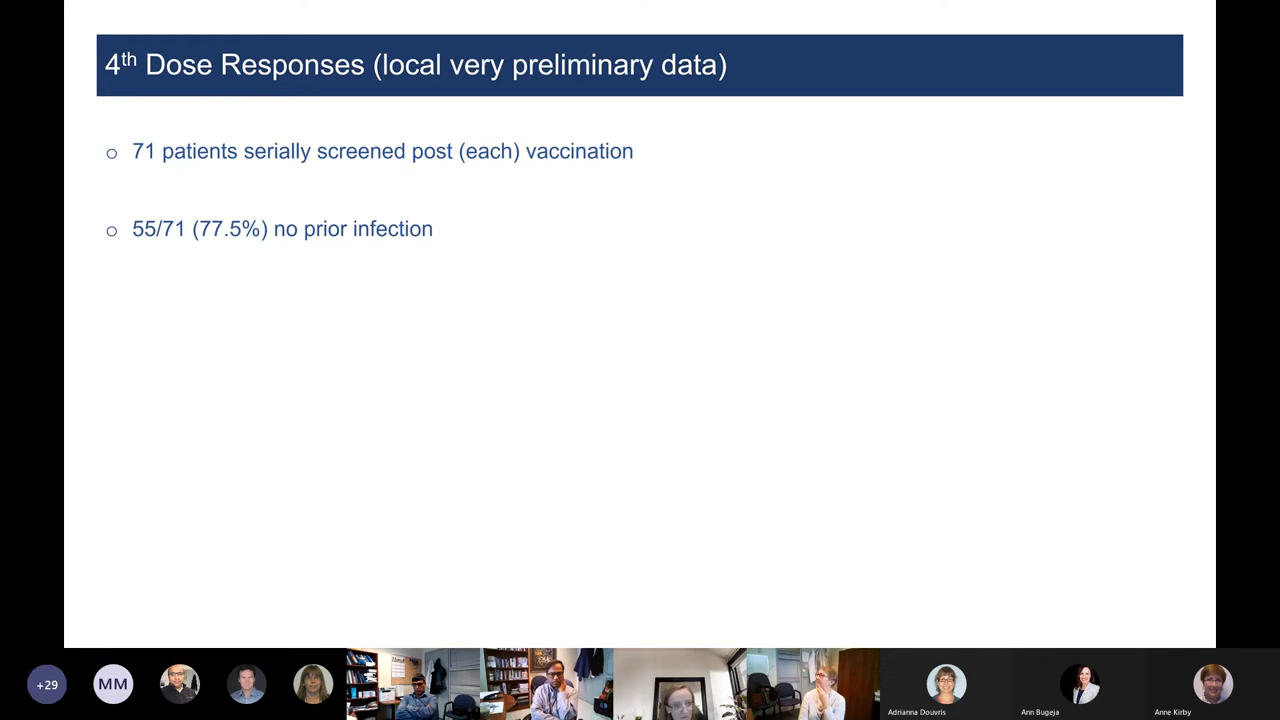 4th Dose Responses (local very preliminary data)
o 71 patients serially screened post (each) vaccination
o 55/71 (77.5%) no prior infection
+29
MM
Adrianna Douvris
Ann Bugeja
Anne Kirby